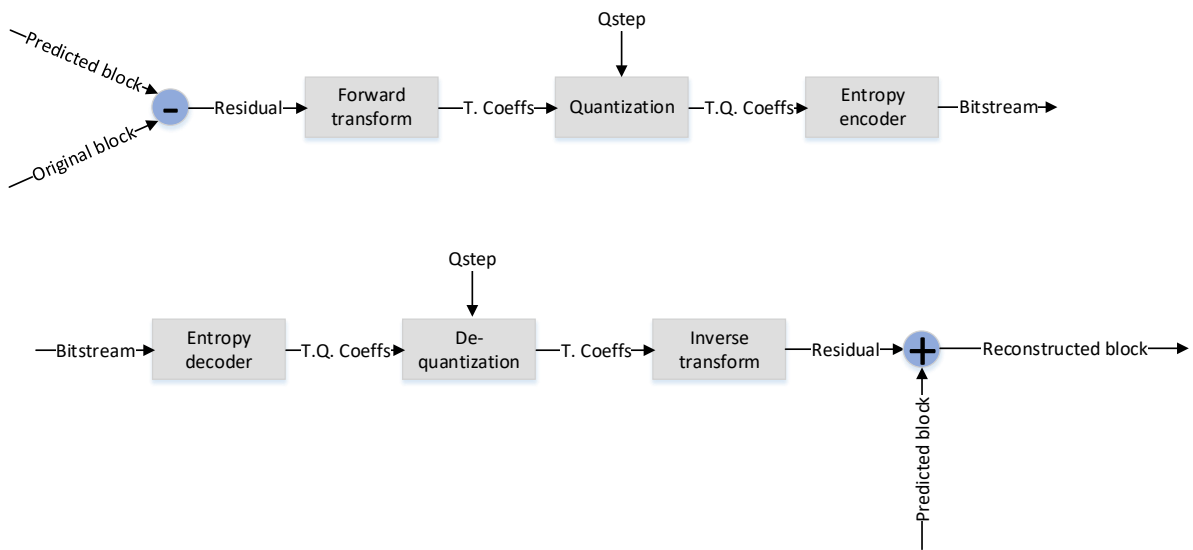 Qstep
Predicted block
Original block
Residual
Forward
transform
T. Coeffs
Quantization
T.Q. Coeffs
Entropy
encoder
Bitstream
Qstep
Bitstream
Entropy
decoder
T.Q. Coeffs
De-
quantization
T. Coeffs
Inverse
transform
Residual
Reconstructed block
Predicted block